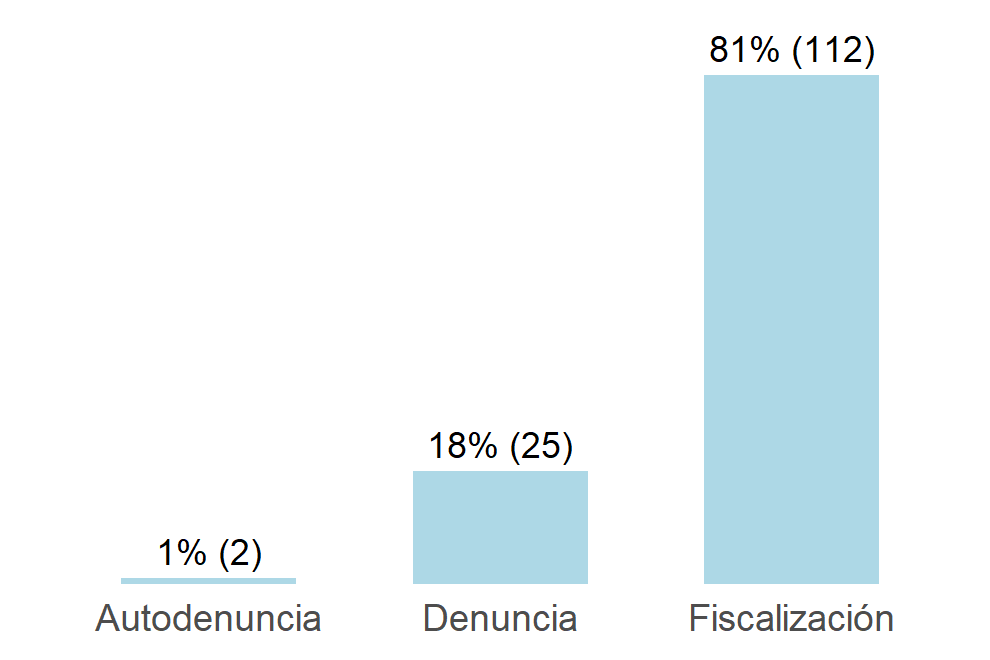 81% (112)
18% (25)
1% (2)
Autodenuncia Denuncia Fiscalización